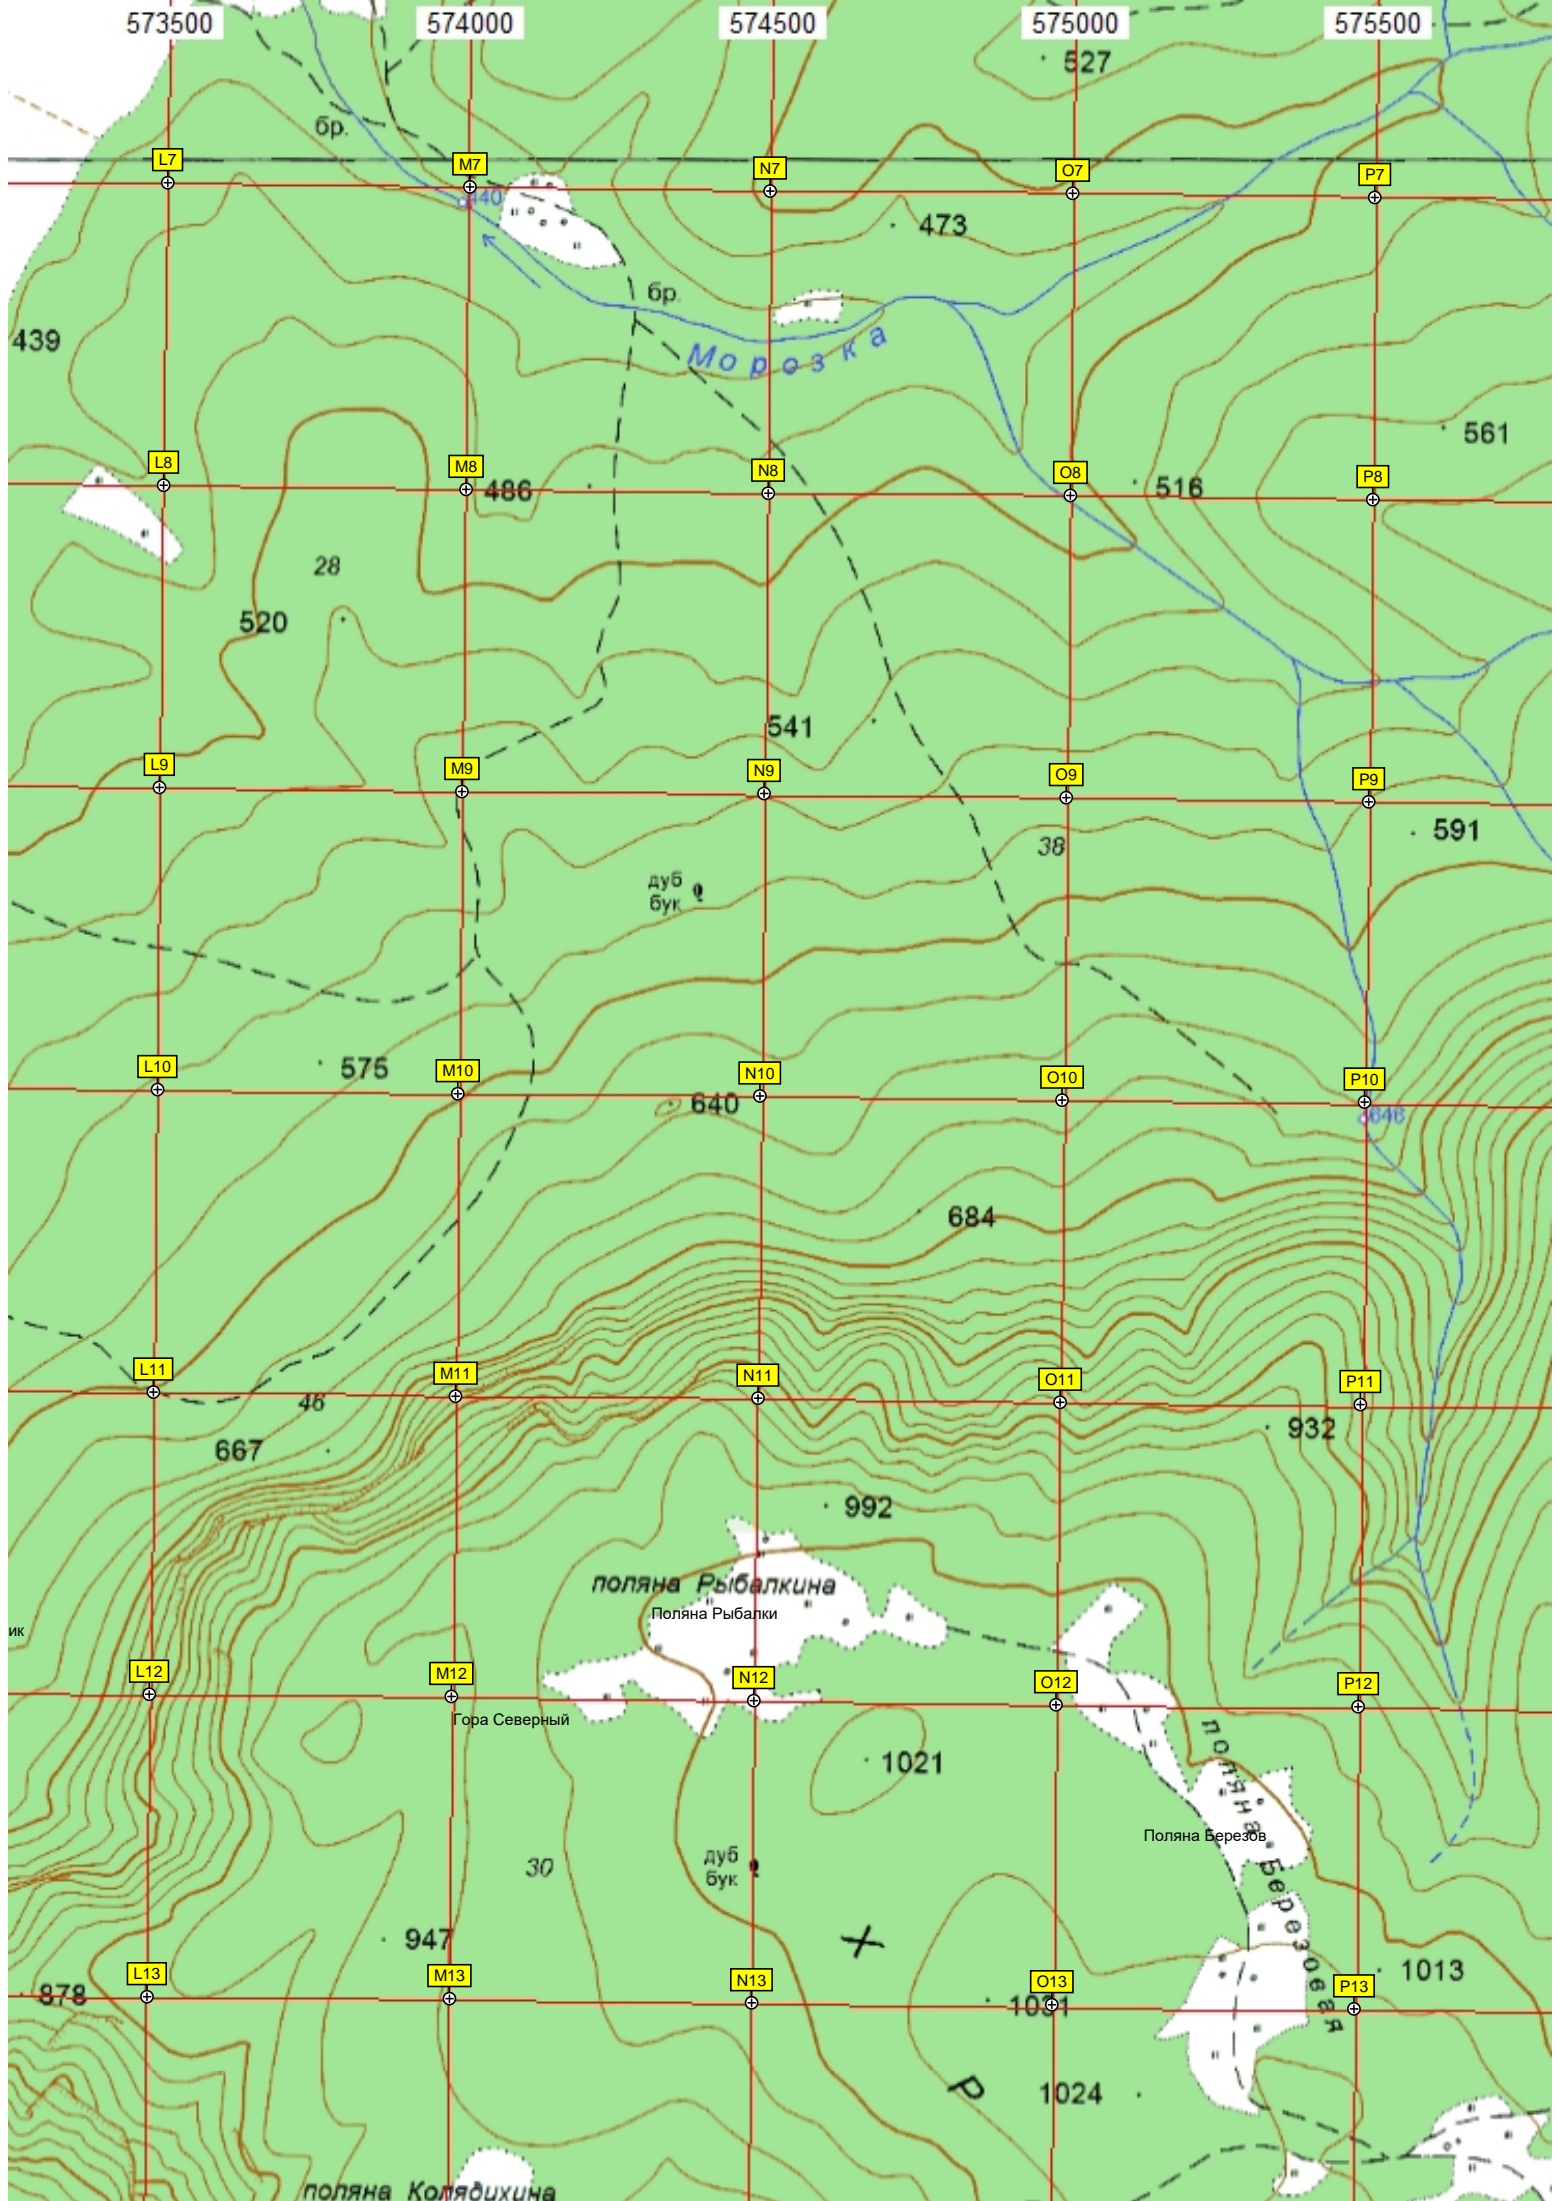 573500 574000 574500 575000 575500
527
бр.
L7 M7 N7 O7 P7
440
473
бр.
439
Морозка
561
L8 M8 N8 O8 P8
486
516
28
520
541
L9 M9 N9 O9 P9
591
38
дуб
бук
575
L10 M10 N10 O10 P10
640
646
684
L11 M11 N11 O11 P11
46
932
667
992
поляна Рыбалкина
Поляна Рыбалки
ик
L12 M12 N12 O12 P12
Гора Северный
1021
поляна Березовая
Поляна Березов
дуб
бук
30
947
Х
1013
L13 M13 N13 O13 P13
878
1031
Р
1024
поляна Колядихина